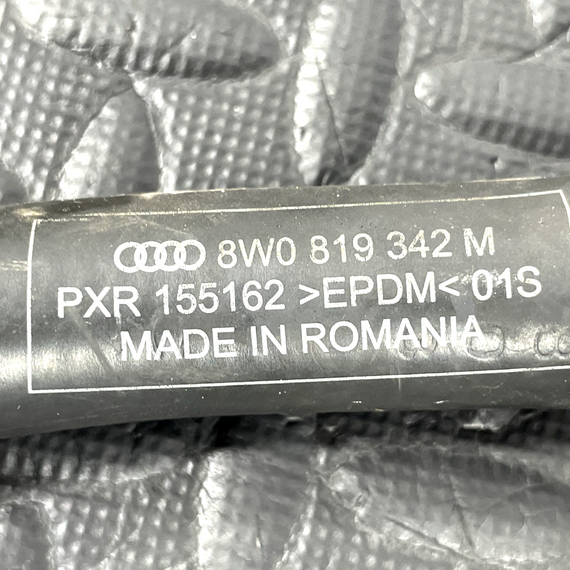 8W0 819 342 M
PXR 155162 >EPDM< 01S
MADE IN ROMANIA